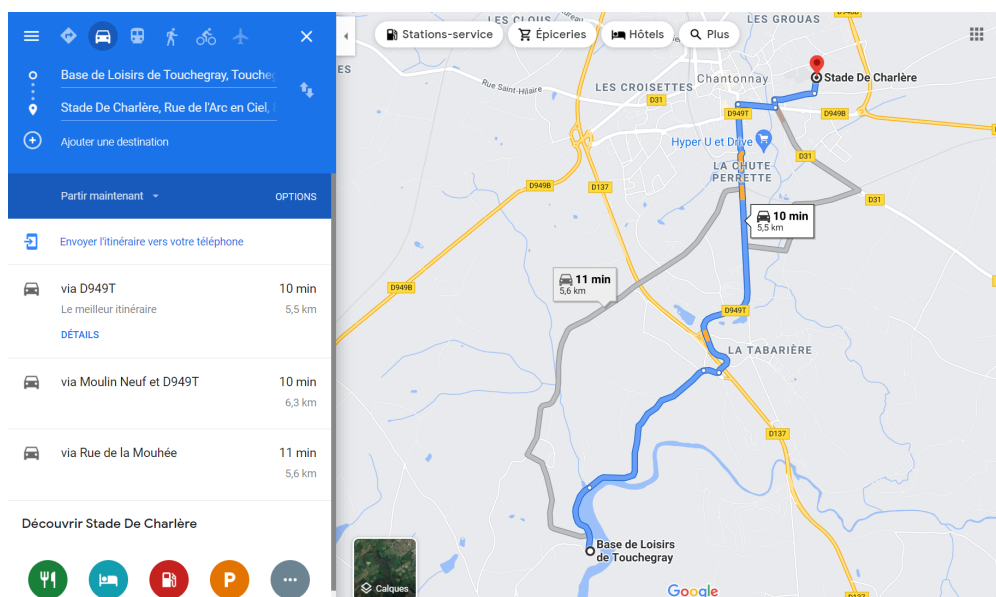 Base de Loisirs de Touchegray, Touche
Stade De Charlère, Rue de l'Arc en Ciel,
Ajouter une destination
Partir maintenant
OPTIONS
Envoyer l'itinéraire vers votre téléphone
via D949T
10 min
Le meilleur itinéraire
5,5 km
DÉTAILS
via Moulin Neuf et D949T
10 min
6,3 km
via Rue de la Mouhée
11 min
5,6 km
Découvrir Stade De Charlère
P
Stations-service
Épiceries
Hôtels
Plus
LES CLOUS
LES GROUAS
ES
Rue Saint-Hilaire
LES CROISETTES
D31
Chantonnay
Stade De Charlère
D949T
D949B
Hyper U et Drive
LA CHUTE
PERRETTE
D31
D949B
D137
D31
10 min
5,5 km
11 min
5,6 km
D949B
D949T
LA TABARIÈRE
D137
Base de Loisirs
de Touchegray
Calques
Google
D137